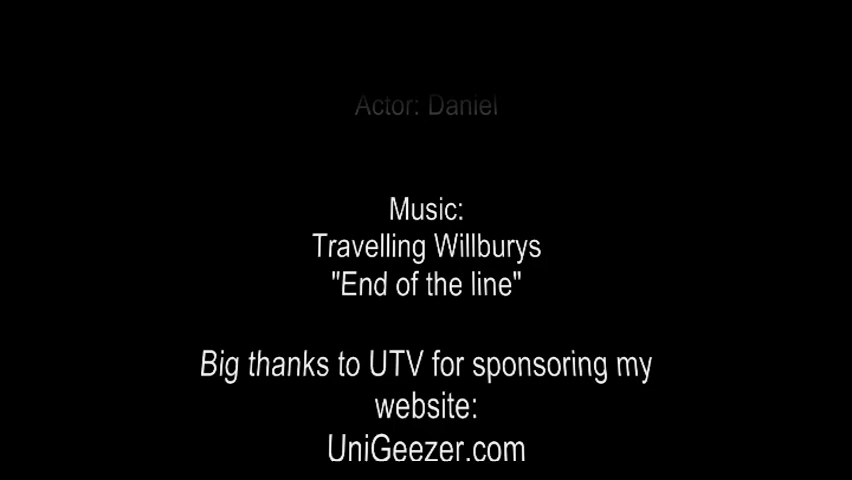 Actor: Daniel
Music:
Travelling Willburys
"End of the line"
Big thanks to UTV for sponsoring my
website:
UniGeezer.com